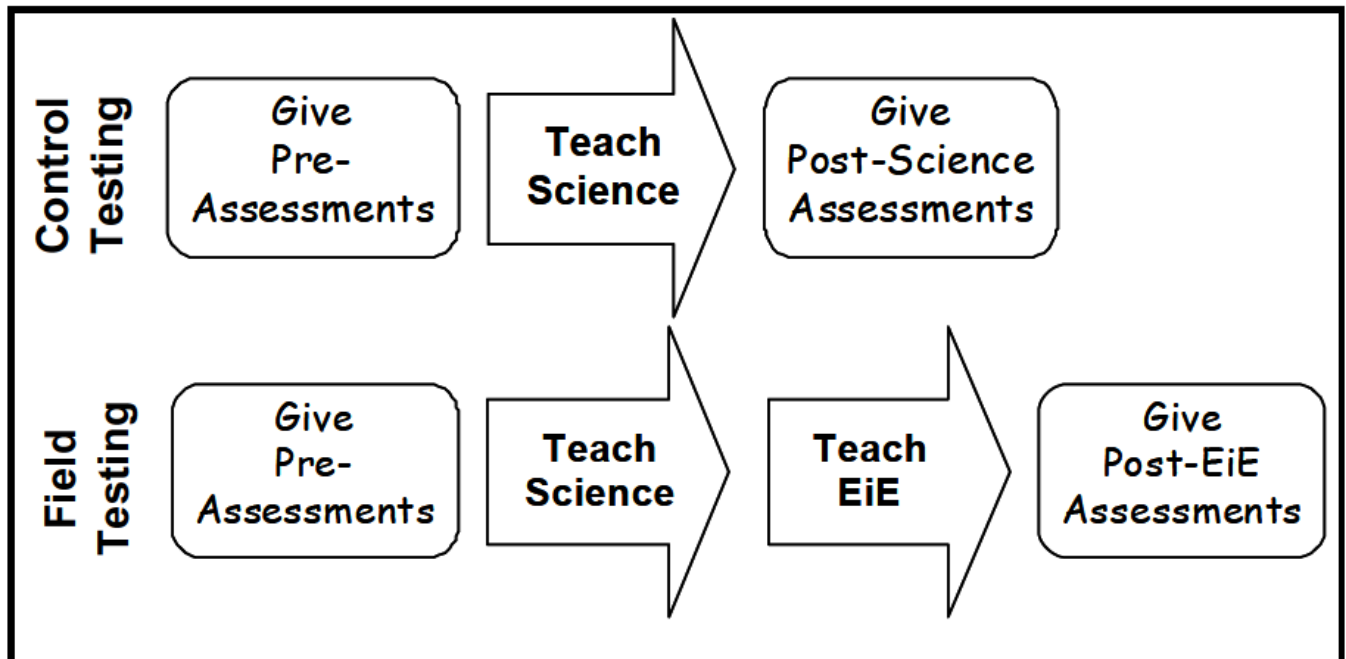 Control
Testing
Give
Pre-
Assessments
Teach
Science
Give
Post-Science
Assessments
Field
Testing
Give
Pre-
Assessments
Teach
Science
Teach
EiE
Give
Post-EiE
Assessments